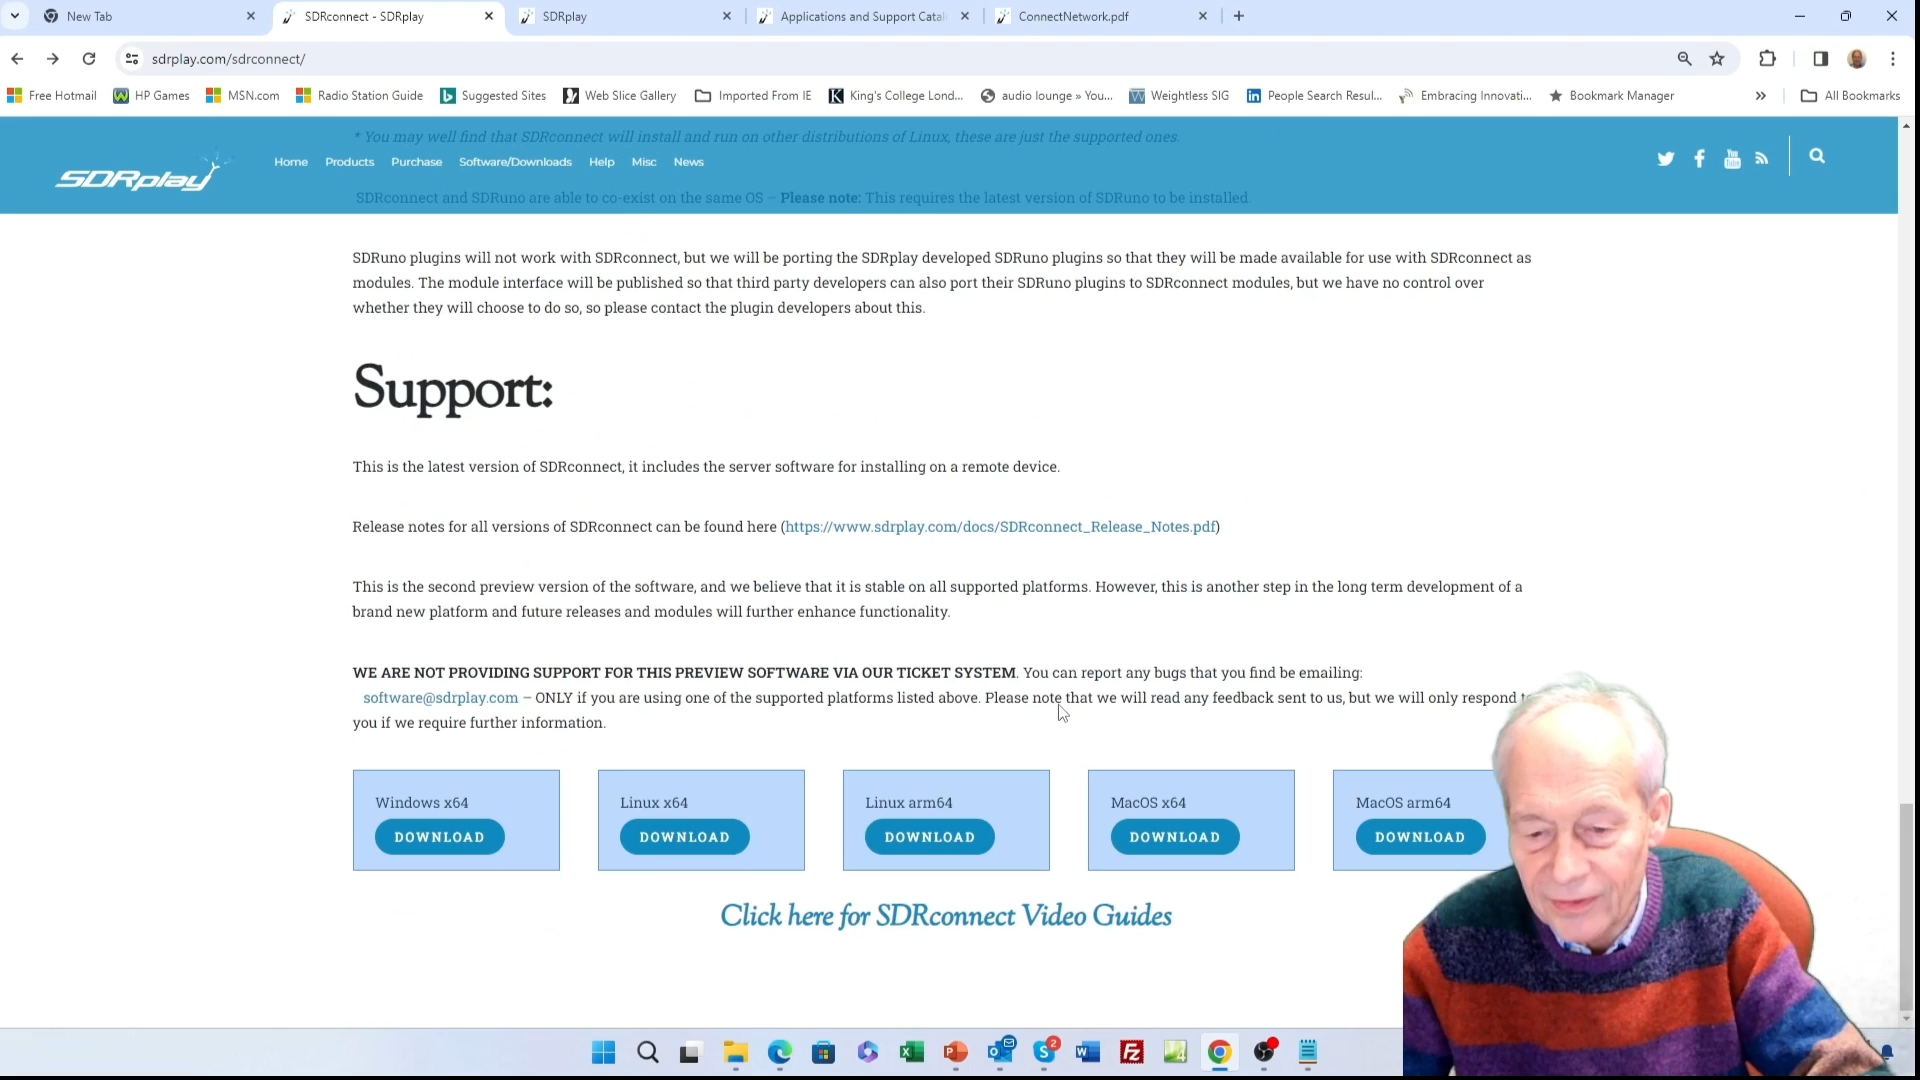 New Tab
SDRconnect - SDRplay
SDRplay
Applications and Support Catal
ConnectNetwork.pdf
sdrplay.com/sdrconnect/
Free Hotmail
HP Games
MSN.com
Radio Station Guide
Suggested Sites
Web Slice Gallery
Imported From IE
King's College Lond...
audio lounge » You...
Weightless SIG
People Search Resul...
Embracing Innovati...
Bookmark Manager
»
All Bookmarks
* You may well find that SDRconnect will install and run on other distributions of Linux, these are just the supported ones.
SDRplay
Home
Products
Purchase
Software/Downloads
Help
Misc
News
SDRconnect and SDRuno are able to co-exist on the same OS – Please note: This requires the latest version of SDRuno to be installed.
SDRuno plugins will not work with SDRconnect, but we will be porting the SDRplay developed SDRuno plugins so that they will be made available for use with SDRconnect as
modules. The module interface will be published so that third party developers can also port their SDRuno plugins to SDRconnect modules, but we have no control over
whether they will choose to do so, so please contact the plugin developers about this.
Support:
This is the latest version of SDRconnect, it includes the server software for installing on a remote device.
Release notes for all versions of SDRconnect can be found here (https://www.sdrplay.com/docs/SDRconnect_Release_Notes.pdf)
This is the second preview version of the software, and we believe that it is stable on all supported platforms. However, this is another step in the long term development of a
brand new platform and future releases and modules will further enhance functionality.
WE ARE NOT PROVIDING SUPPORT FOR THIS PREVIEW SOFTWARE VIA OUR TICKET SYSTEM. You can report any bugs that you find be emailing:
software@sdrplay.com – ONLY if you are using one of the supported platforms listed above. Please note that we will read any feedback sent to us, but we will only respond to
you if we require further information.
Windows x64
DOWNLOAD
Linux x64
DOWNLOAD
Linux arm64
DOWNLOAD
MacOS x64
DOWNLOAD
MacOS arm64
DOWNLOAD
Click here for SDRconnect Video Guides